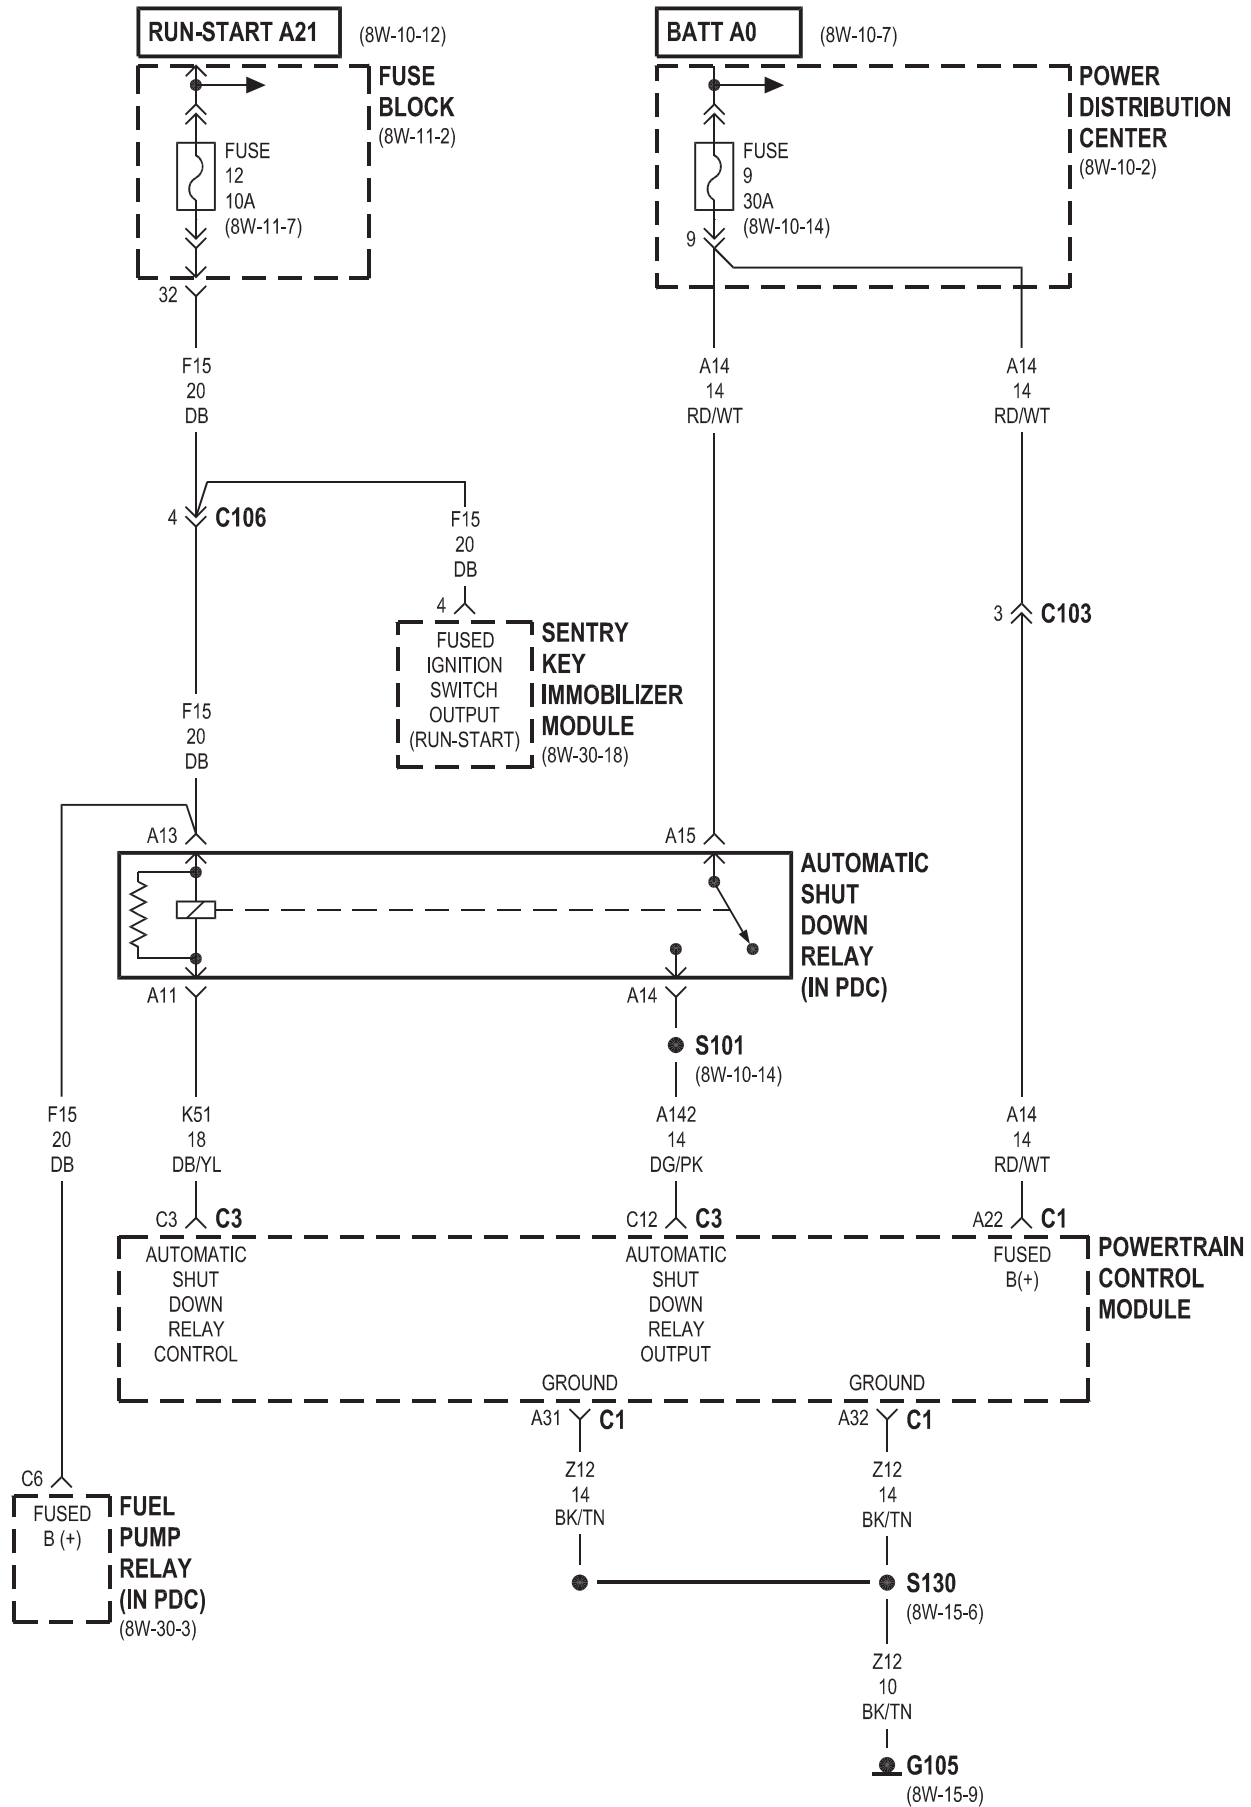 RUN-START A21 (8W-10-12)
BATT A0 (8W-10-7)
FUSE
BLOCK
(8W-11-2)
FUSE
12
10A
(8W-11-7)
32
POWER
DISTRIBUTION
CENTER
(8W-10-2)
FUSE
9
30A
(8W-10-14)
9
F15
20
DB
A14
14
RD/WT
A14
14
RD/WT
4 C106
F15
20
DB
4
FUSED
IGNITION
SWITCH
OUTPUT
(RUN-START)
SENTRY
KEY
IMMOBILIZER
MODULE
(8W-30-18)
3 C103
F15
20
DB
A13
A15
AUTOMATIC
SHUT
DOWN
RELAY
(IN PDC)
A11
A14
S101
(8W-10-14)
F15
20
DB
K51
18
DB/YL
A142
14
DG/PK
A14
14
RD/WT
C3 C3
C12 C3
A22 C1
AUTOMATIC
SHUT
DOWN
RELAY
CONTROL
AUTOMATIC
SHUT
DOWN
RELAY
OUTPUT
FUSED
B(+)
POWERTRAIN
CONTROL
MODULE
GROUND
GROUND
A31 C1
A32 C1
Z12
14
BK/TN
Z12
14
BK/TN
C6
FUSED
B (+)
FUEL
PUMP
RELAY
(IN PDC)
(8W-30-3)
S130
(8W-15-6)
Z12
10
BK/TN
G105
(8W-15-9)